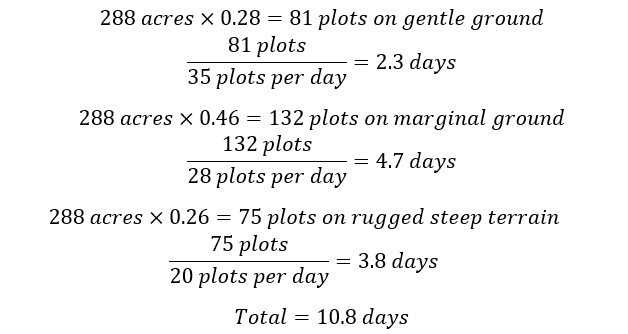 288 acres × 0.28 = 81 plots on gentle ground
81 plots
35 plots per day
= 2.3 days
288 acres × 0.46 = 132 plots on marginal ground
132 plots
28 plots per day
= 4.7 days
288 acres × 0.26 = 75 plots on rugged steep terrain
75 plots
20 plots per day
= 3.8 days
Total = 10.8 days